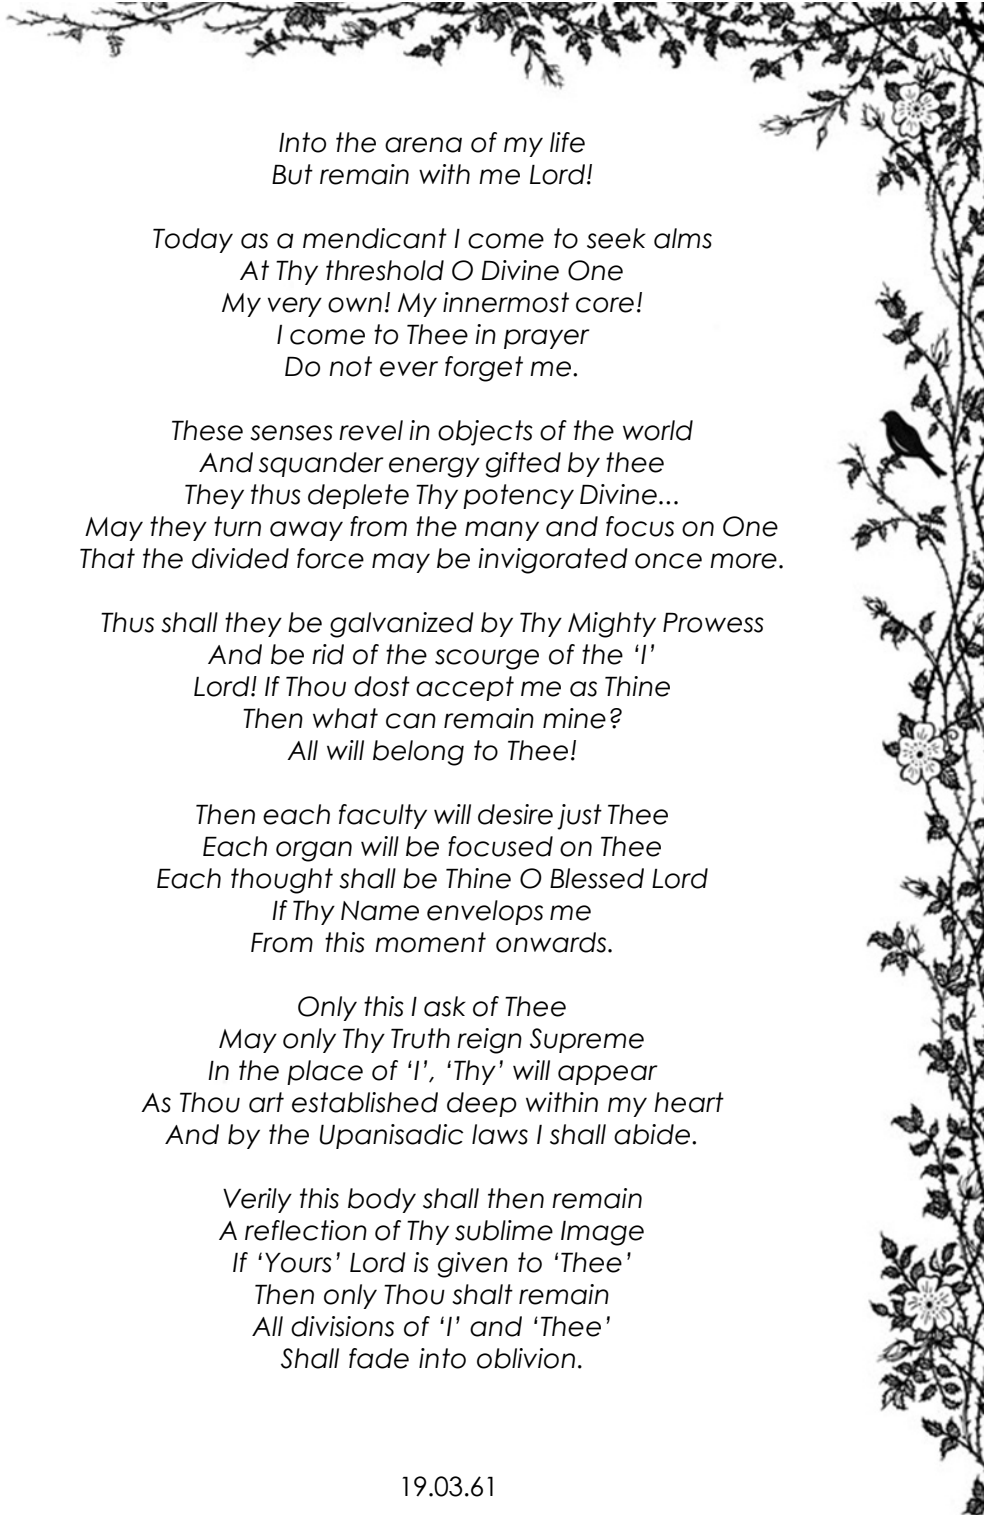 Into the arena of my life
But remain with me Lord!
Today as a mendicant I come to seek alms
At Thy threshold O Divine One
My very own! My innermost core!
I come to Thee in prayer
Do not ever forget me.
These senses revel in objects of the world
And squander energy gifted by thee
They thus deplete Thy potency Divine...
May they turn away from the many and focus on One
That the divided force may be invigorated once more.
Thus shall they be galvanized by Thy Mighty Prowess
And be rid of the scourge of the ‘I’
Lord! If Thou dost accept me as Thine
Then what can remain mine?
All will belong to Thee!
Then each faculty will desire just Thee
Each organ will be focused on Thee
Each thought shall be Thine O Blessed Lord
If Thy Name envelops me
From this moment onwards.
Only this I ask of Thee
May only Thy Truth reign Supreme
In the place of ‘I’, ‘Thy’ will appear
As Thou art established deep within my heart
And by the Upanisadic laws I shall abide.
Verily this body shall then remain
A reflection of Thy sublime Image
If ‘Yours’ Lord is given to ‘Thee’
Then only Thou shalt remain
All divisions of ‘I’ and ‘Thee’
Shall fade into oblivion.
19.03.61